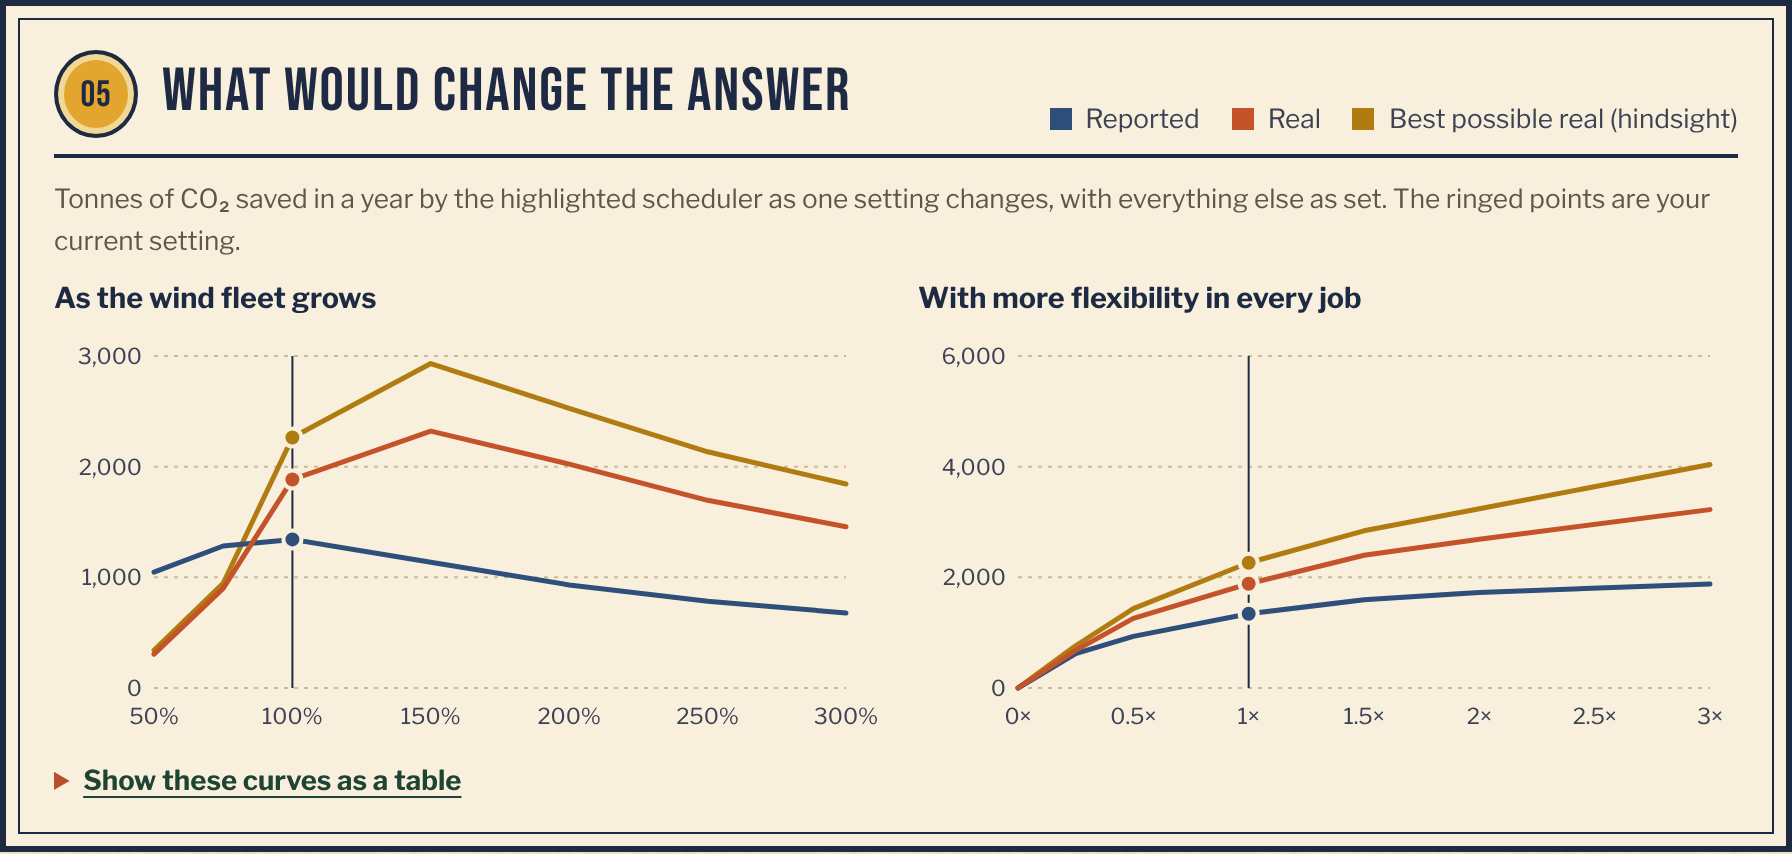 05
WHAT WOULD CHANGE THE ANSWER
Reported
Real
Best possible real (hindsight)
Tonnes of CO₂ saved in a year by the highlighted scheduler as one setting changes, with everything else as set. The ringed points are your
current setting.
As the wind fleet grows
3,000
2,000
1,000
0
50% 100% 150% 200% 250% 300%
With more flexibility in every job
6,000
4,000
2,000
0
0× 0.5× 1× 1.5× 2× 2.5× 3×
Show these curves as a table